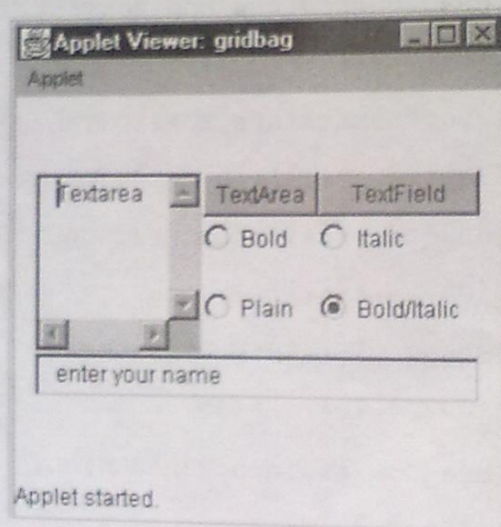 Applet Viewer: gridbag
Applet
Textarea TextArea TextField
Bold Italic
Plain Bold/Italic
enter your name
Applet started.